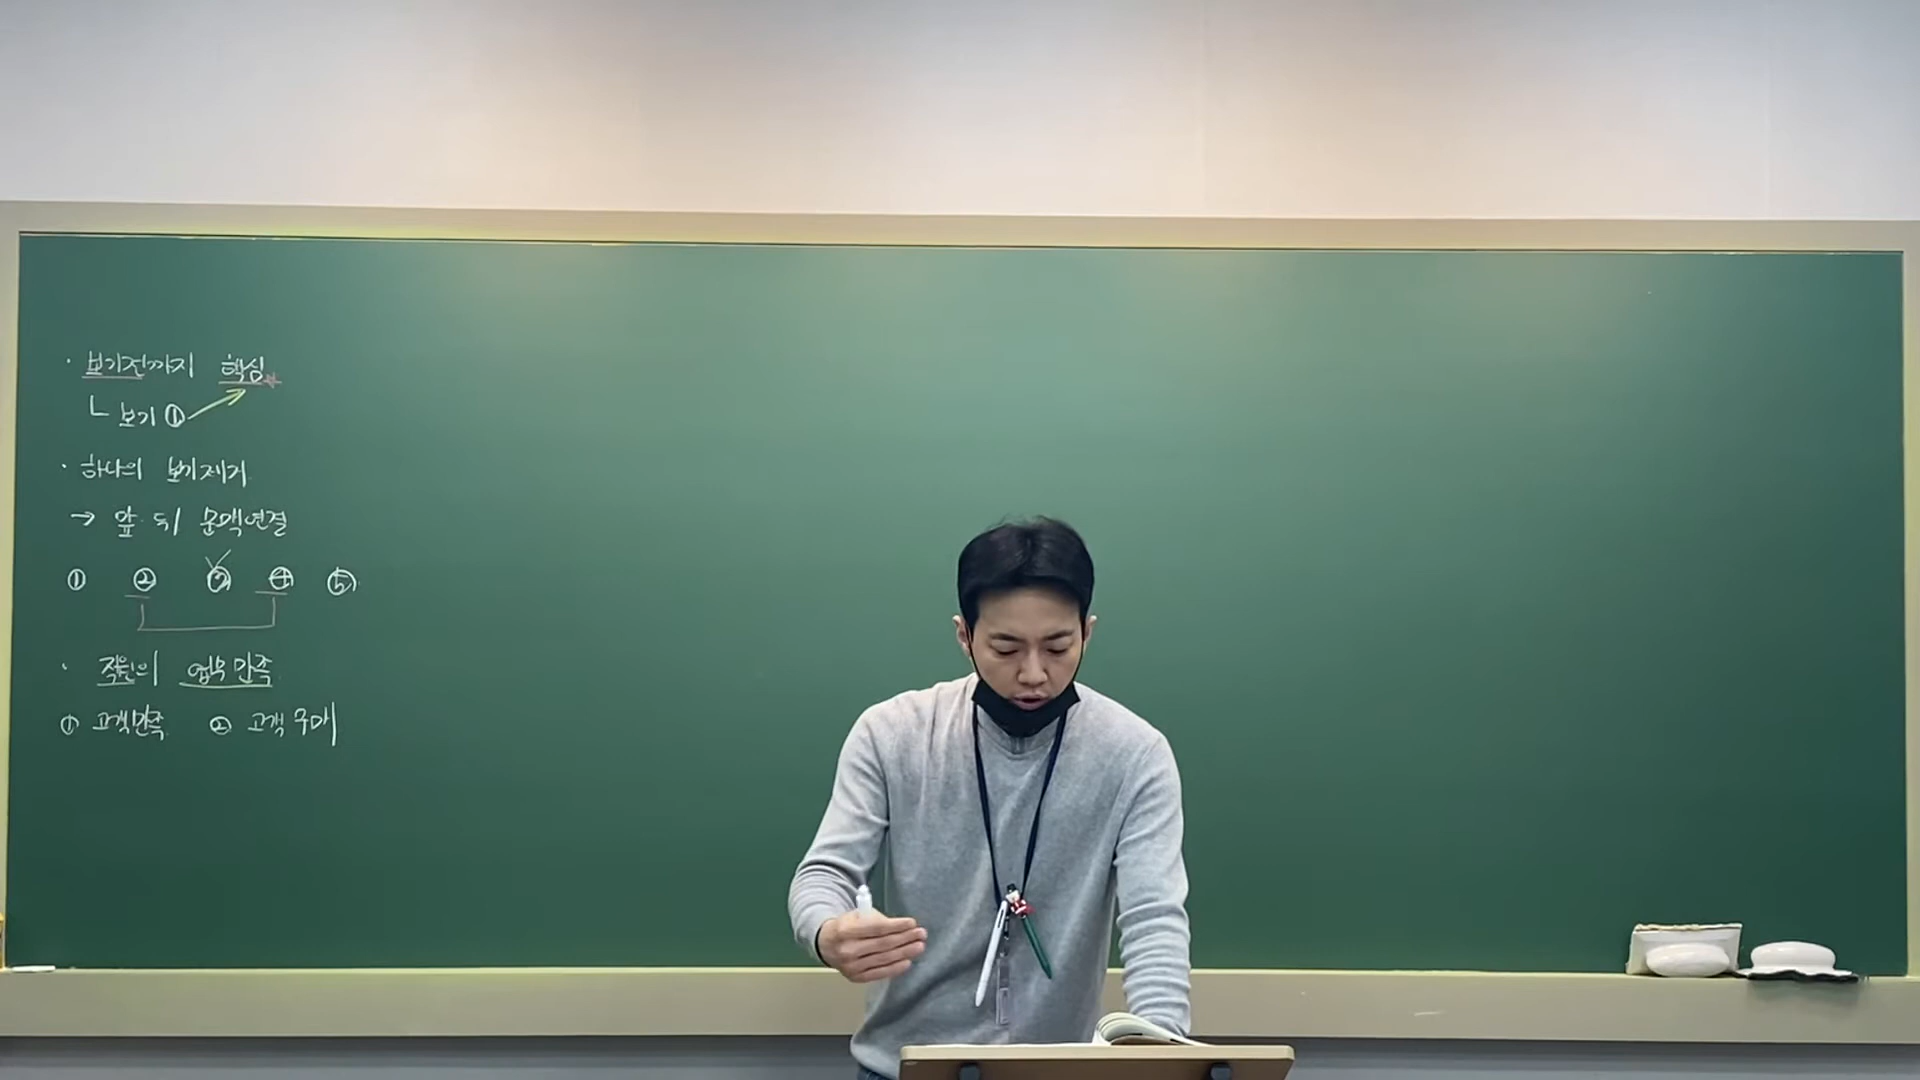 · 보기전까지 핵심
ㄴ 보기 ①
· 하나의 보기제거
→ 앞 뒤 문맥연결
① ② ③ ④ ⑤
· 직원의 업무만족
① 고객만족 ② 고객구매